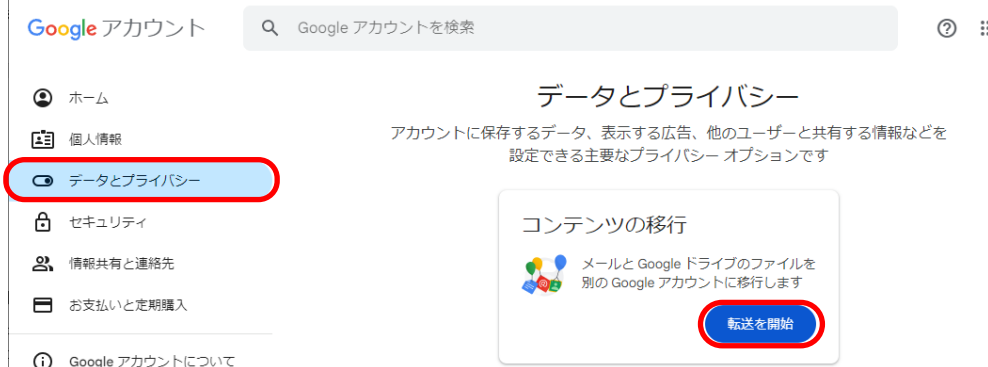 Google アカウント
Google アカウントを検索
ホーム
個人情報
データとプライバシー
セキュリティ
情報共有と連絡先
お支払いと定期購入
Google アカウントについて
データとプライバシー
アカウントに保存するデータ、表示する広告、他のユーザーと共有する情報などを
設定できる主要なプライバシー オプションです
コンテンツの移行
メールと Google ドライブのファイルを
別の Google アカウントに移行します
転送を開始